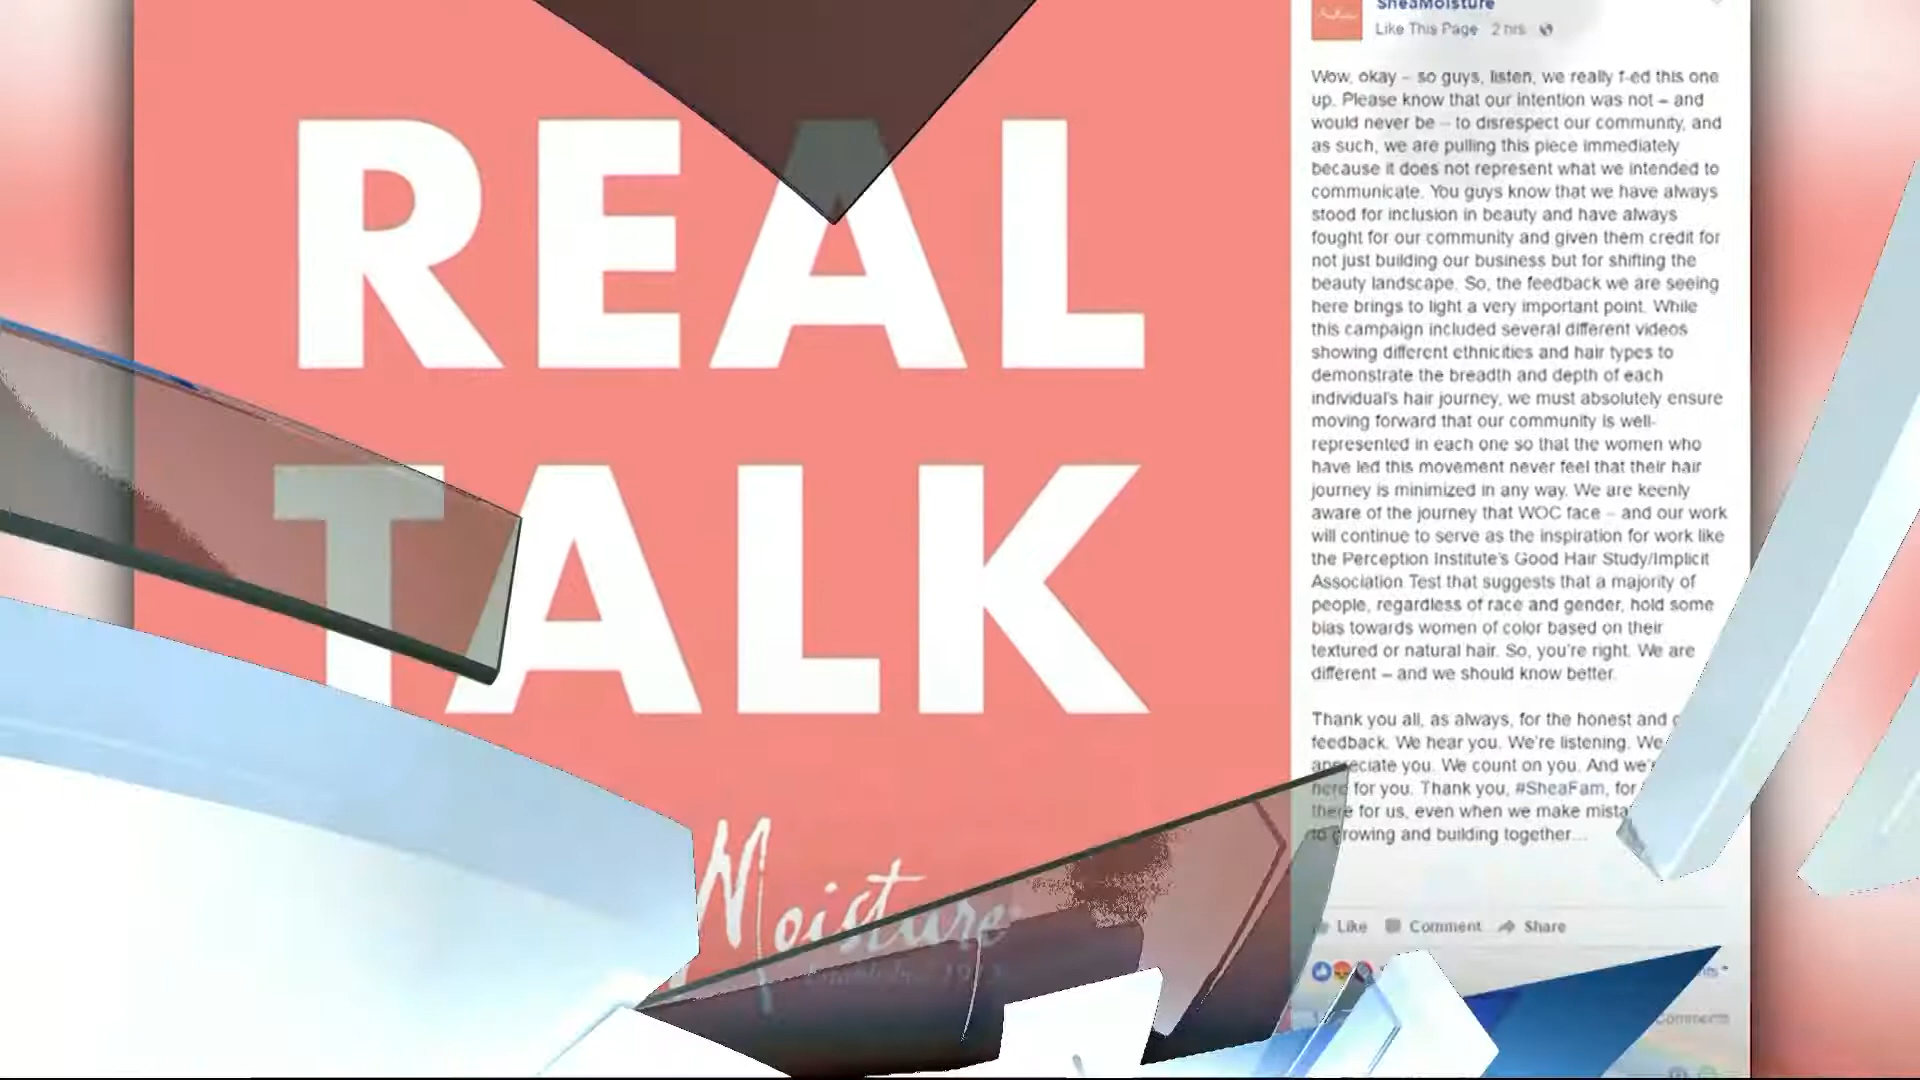 REAL
TALK
Moisture
SheaMoisture
Like This Page 2 hrs
Wow, okay – so guys, listen, we really f-ed this one
up. Please know that our intention was not – and
would never be – to disrespect our community, and
as such, we are pulling this piece immediately
because it does not represent what we intended to
communicate. You guys know that we have always
stood for inclusion in beauty and have always
fought for our community and given them credit for
not just building our business but for shifting the
beauty landscape. So, the feedback we are seeing
here brings to light a very important point. While
this campaign included several different videos
showing different ethnicities and hair types to
demonstrate the breadth and depth of each
individual's hair journey, we must absolutely ensure
moving forward that our community is well-
represented in each one so that the women who
have led this movement never feel that their hair
journey is minimized in any way. We are keenly
aware of the journey that WOC face – and our work
will continue to serve as the inspiration for work like
the Perception Institute's Good Hair Study/Implicit
Association Test that suggests that a majority of
people, regardless of race and gender, hold some
bias towards women of color based on their
textured or natural hair. So, you're right. We are
different – and we should know better.
Thank you all, as always, for the honest and
feedback. We hear you. We're listening. We
appreciate you. We count on you. And
here for you. Thank you, #SheaFam, for
there for us, even when we make
to growing and building together...
Like Comment Share
Comments